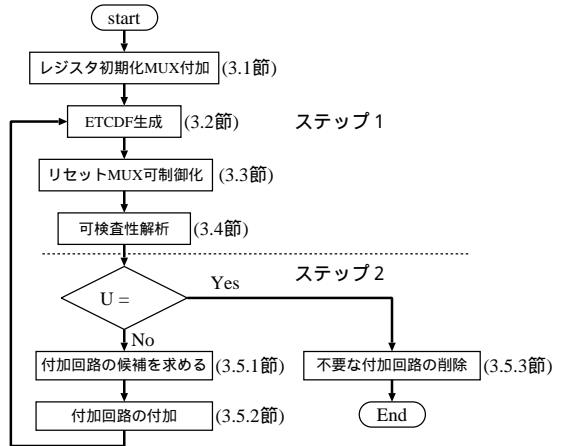 start
レジスタ初期化MUX付加 (3.1節)
ETCDF生成 (3.2節) ステップ1
リセットMUX可制御化 (3.3節)
可検査性解析 (3.4節)
ステップ2
U = Yes
No
付加回路の候補を求める (3.5.1節) 不要な付加回路の削除 (3.5.3節)
付加回路の付加 (3.5.2節) End